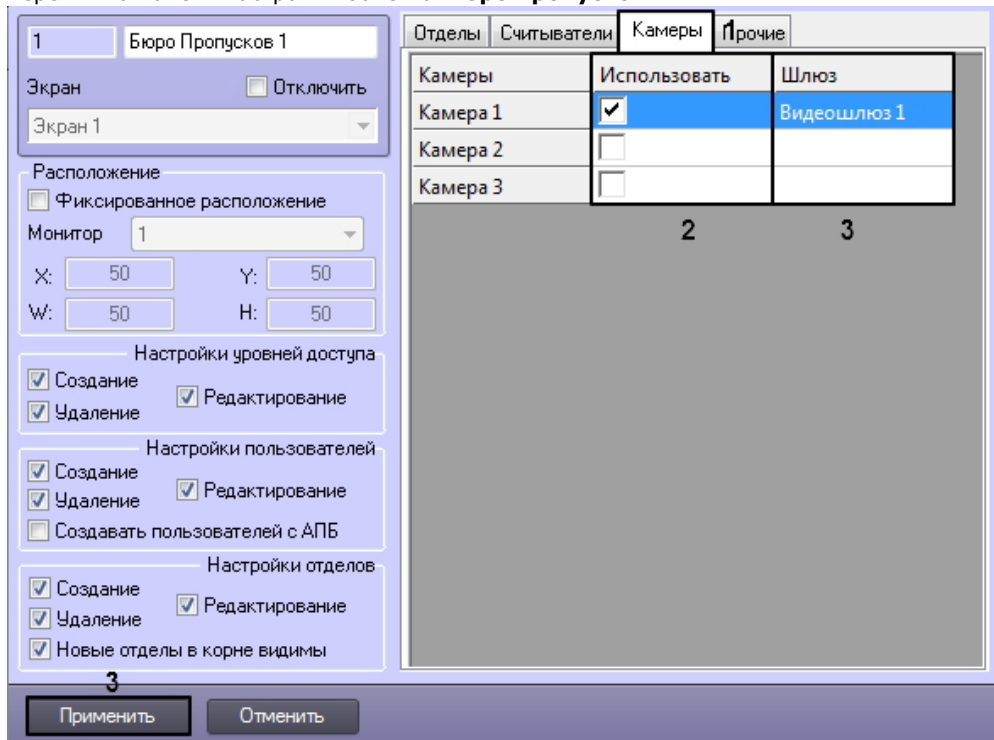 1
Бюро Пропусков 1
Экран
Отключить
Экран 1
Расположение
Фиксированное расположение
Монитор 1
X: 50 Y: 50
W: 50 H: 50
Настройки уровней доступа
Создание
Удаление
Редактирование
Настройки пользователей
Создание
Удаление
Редактирование
Создавать пользователей с АПБ
Настройки отделов
Создание
Удаление
Редактирование
Новые отделы в корне видимы
Отделы Считыватели Камеры 1 Прочие
Камеры Использовать Шлюз
Камера 1 Видеошлюз 1
Камера 2
Камера 3
2 3
3
Применить Отменить